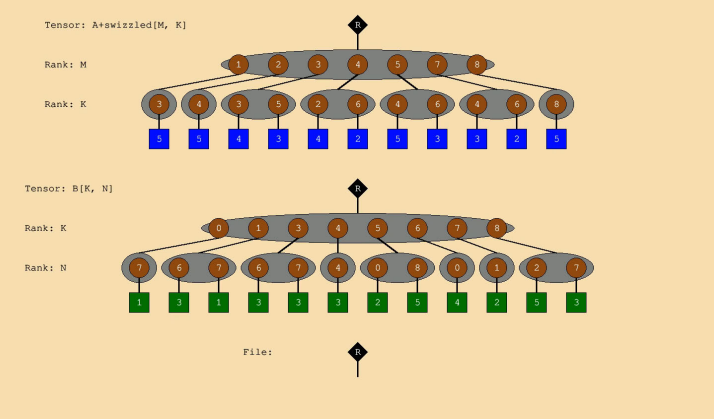 Tensor: A+swizzled[M, K]
R
Rank: M
1 2 3 4 5 7 8
Rank: K
3 4 3 5 2 6 4 6 4 6 8
5 5 4 3 4 2 5 3 3 2 5
Tensor: B[K, N]
R
Rank: K
0 1 3 4 5 6 7 8
Rank: N
7 6 7 6 7 4 0 8 0 1 2 7
1 3 1 3 3 3 2 5 4 2 5 3
File:
R